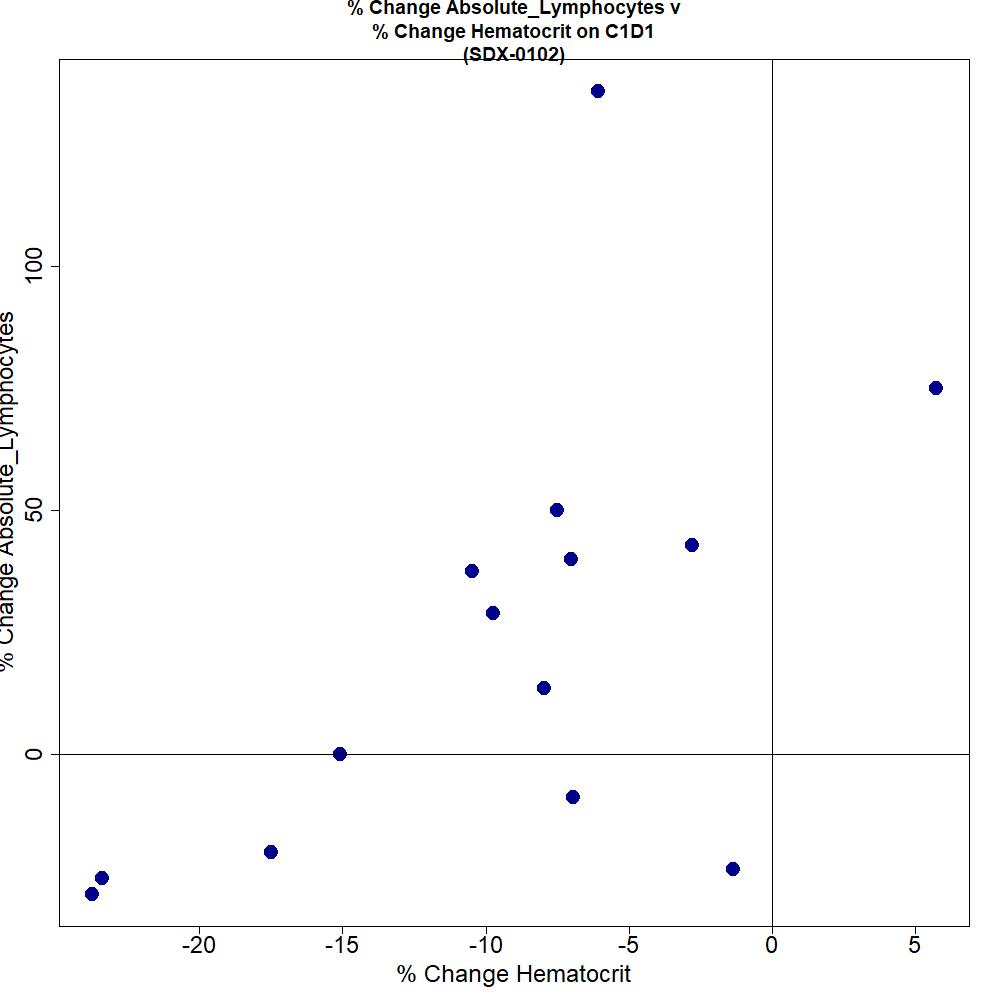 % Change Absolute_Lymphocytes v
% Change Hematocrit on C1D1
(SDX-0102)
% Change Absolute_Lymphocytes
100
50
0
-20
-15
-10
-5
0
5
% Change Hematocrit